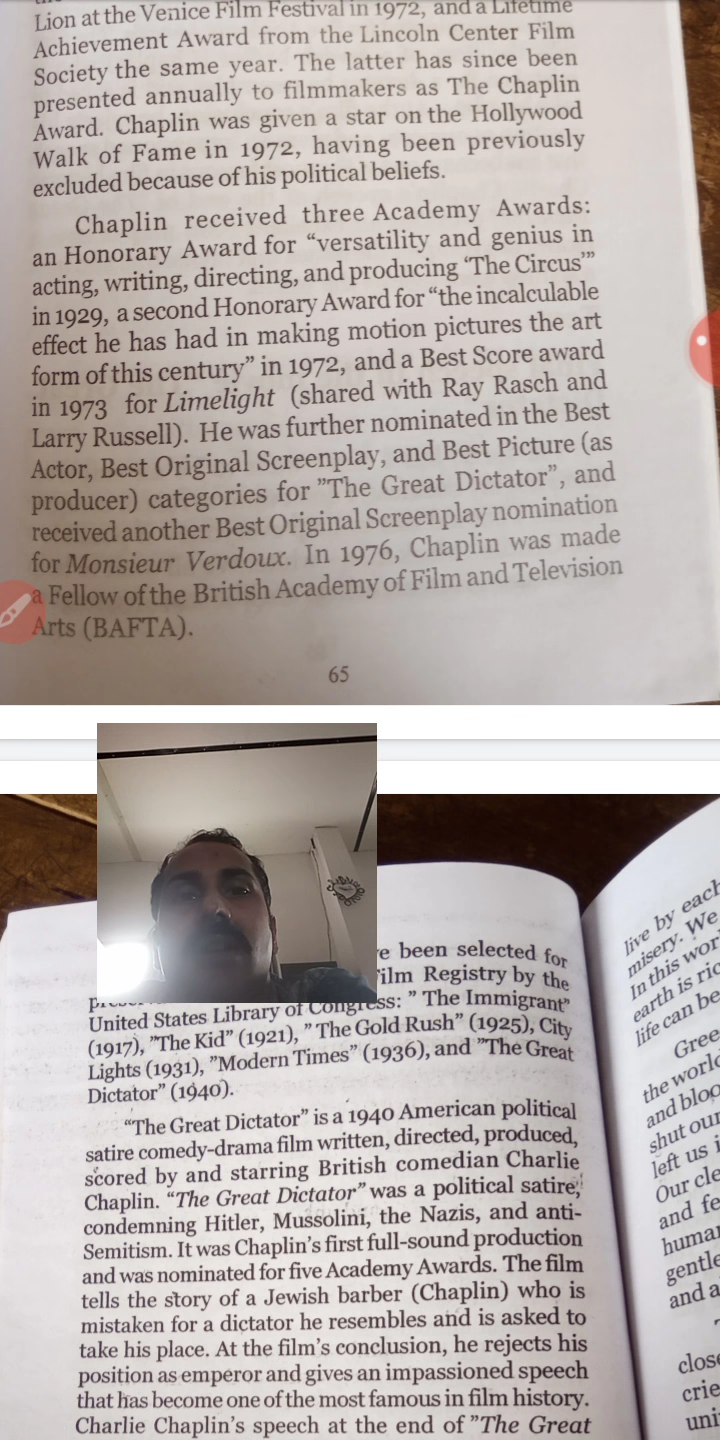 Lion at the Venice Film Festival in 1972, and a Lifetime
Achievement Award from the Lincoln Center Film
Society the same year. The latter has since been
presented annually to filmmakers as The Chaplin
Award. Chaplin was given a star on the Hollywood
Walk of Fame in 1972, having been previously
excluded because of his political beliefs.
Chaplin received three Academy Awards:
an Honorary Award for “versatility and genius in
acting, writing, directing, and producing ‘The Circus’”
in 1929, a second Honorary Award for “the incalculable
effect he has had in making motion pictures the art
form of this century” in 1972, and a Best Score award
in 1973 for Limelight (shared with Ray Rasch and
Larry Russell). He was further nominated in the Best
Actor, Best Original Screenplay, and Best Picture (as
producer) categories for ”The Great Dictator”, and
received another Best Original Screenplay nomination
for Monsieur Verdoux. In 1976, Chaplin was made
a Fellow of the British Academy of Film and Television
Arts (BAFTA).
65
been selected for
Film Registry by the
United States Library of Congress: ” The Immigrant”
(1917), ”The Kid” (1921), ” The Gold Rush” (1925), City
Lights (1931), ”Modern Times” (1936), and ”The Great
Dictator” (1940).
“The Great Dictator” is a 1940 American political
satire comedy-drama film written, directed, produced,
scored by and starring British comedian Charlie
Chaplin. “The Great Dictator” was a political satire,
condemning Hitler, Mussolini, the Nazis, and anti-
Semitism. It was Chaplin’s first full-sound production
and was nominated for five Academy Awards. The film
tells the story of a Jewish barber (Chaplin) who is
mistaken for a dictator he resembles and is asked to
take his place. At the film’s conclusion, he rejects his
position as emperor and gives an impassioned speech
that has become one of the most famous in film history.
Charlie Chaplin’s speech at the end of ”The Great
live by each
misery. We
In this
earth is
life can be
Gree
the
and
shut our
left us
Our
and
gentle
and a